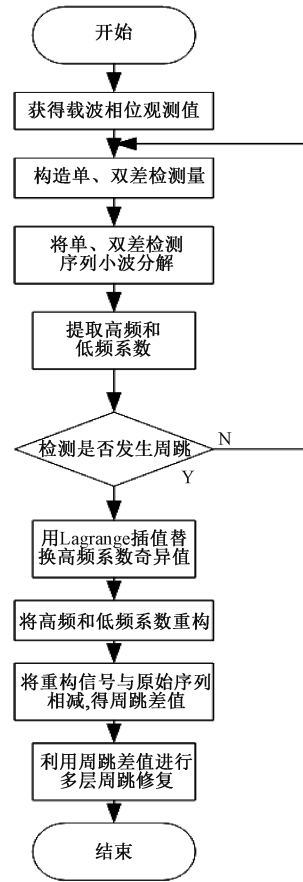 开始
获得载波相位观测值
构造单、双差检测量
将单、双差检测
序列小波分解
提取高频和
低频系数
检测是否发生周跳
N
Y
用Lagrange插值替
换高频系数奇异值
将高频和低频系数重构
将重构信号与原始序列
相减,得周跳差值
利用周跳差值进行
多层周跳修复
结束